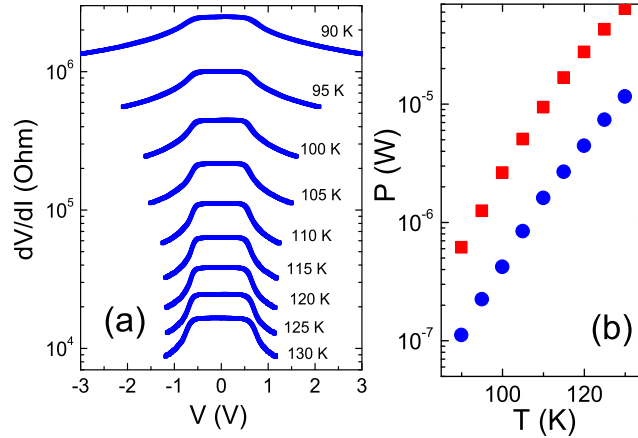 90 K
95 K
100 K
105 K
110 K
115 K
120 K
125 K
130 K
(a)
dV/dI (Ohm)
10^6
10^5
10^4
-3 -2 -1 0 1 2 3
V (V)
P (W)
10^-5
10^-6
10^-7
(b)
100 120
T (K)